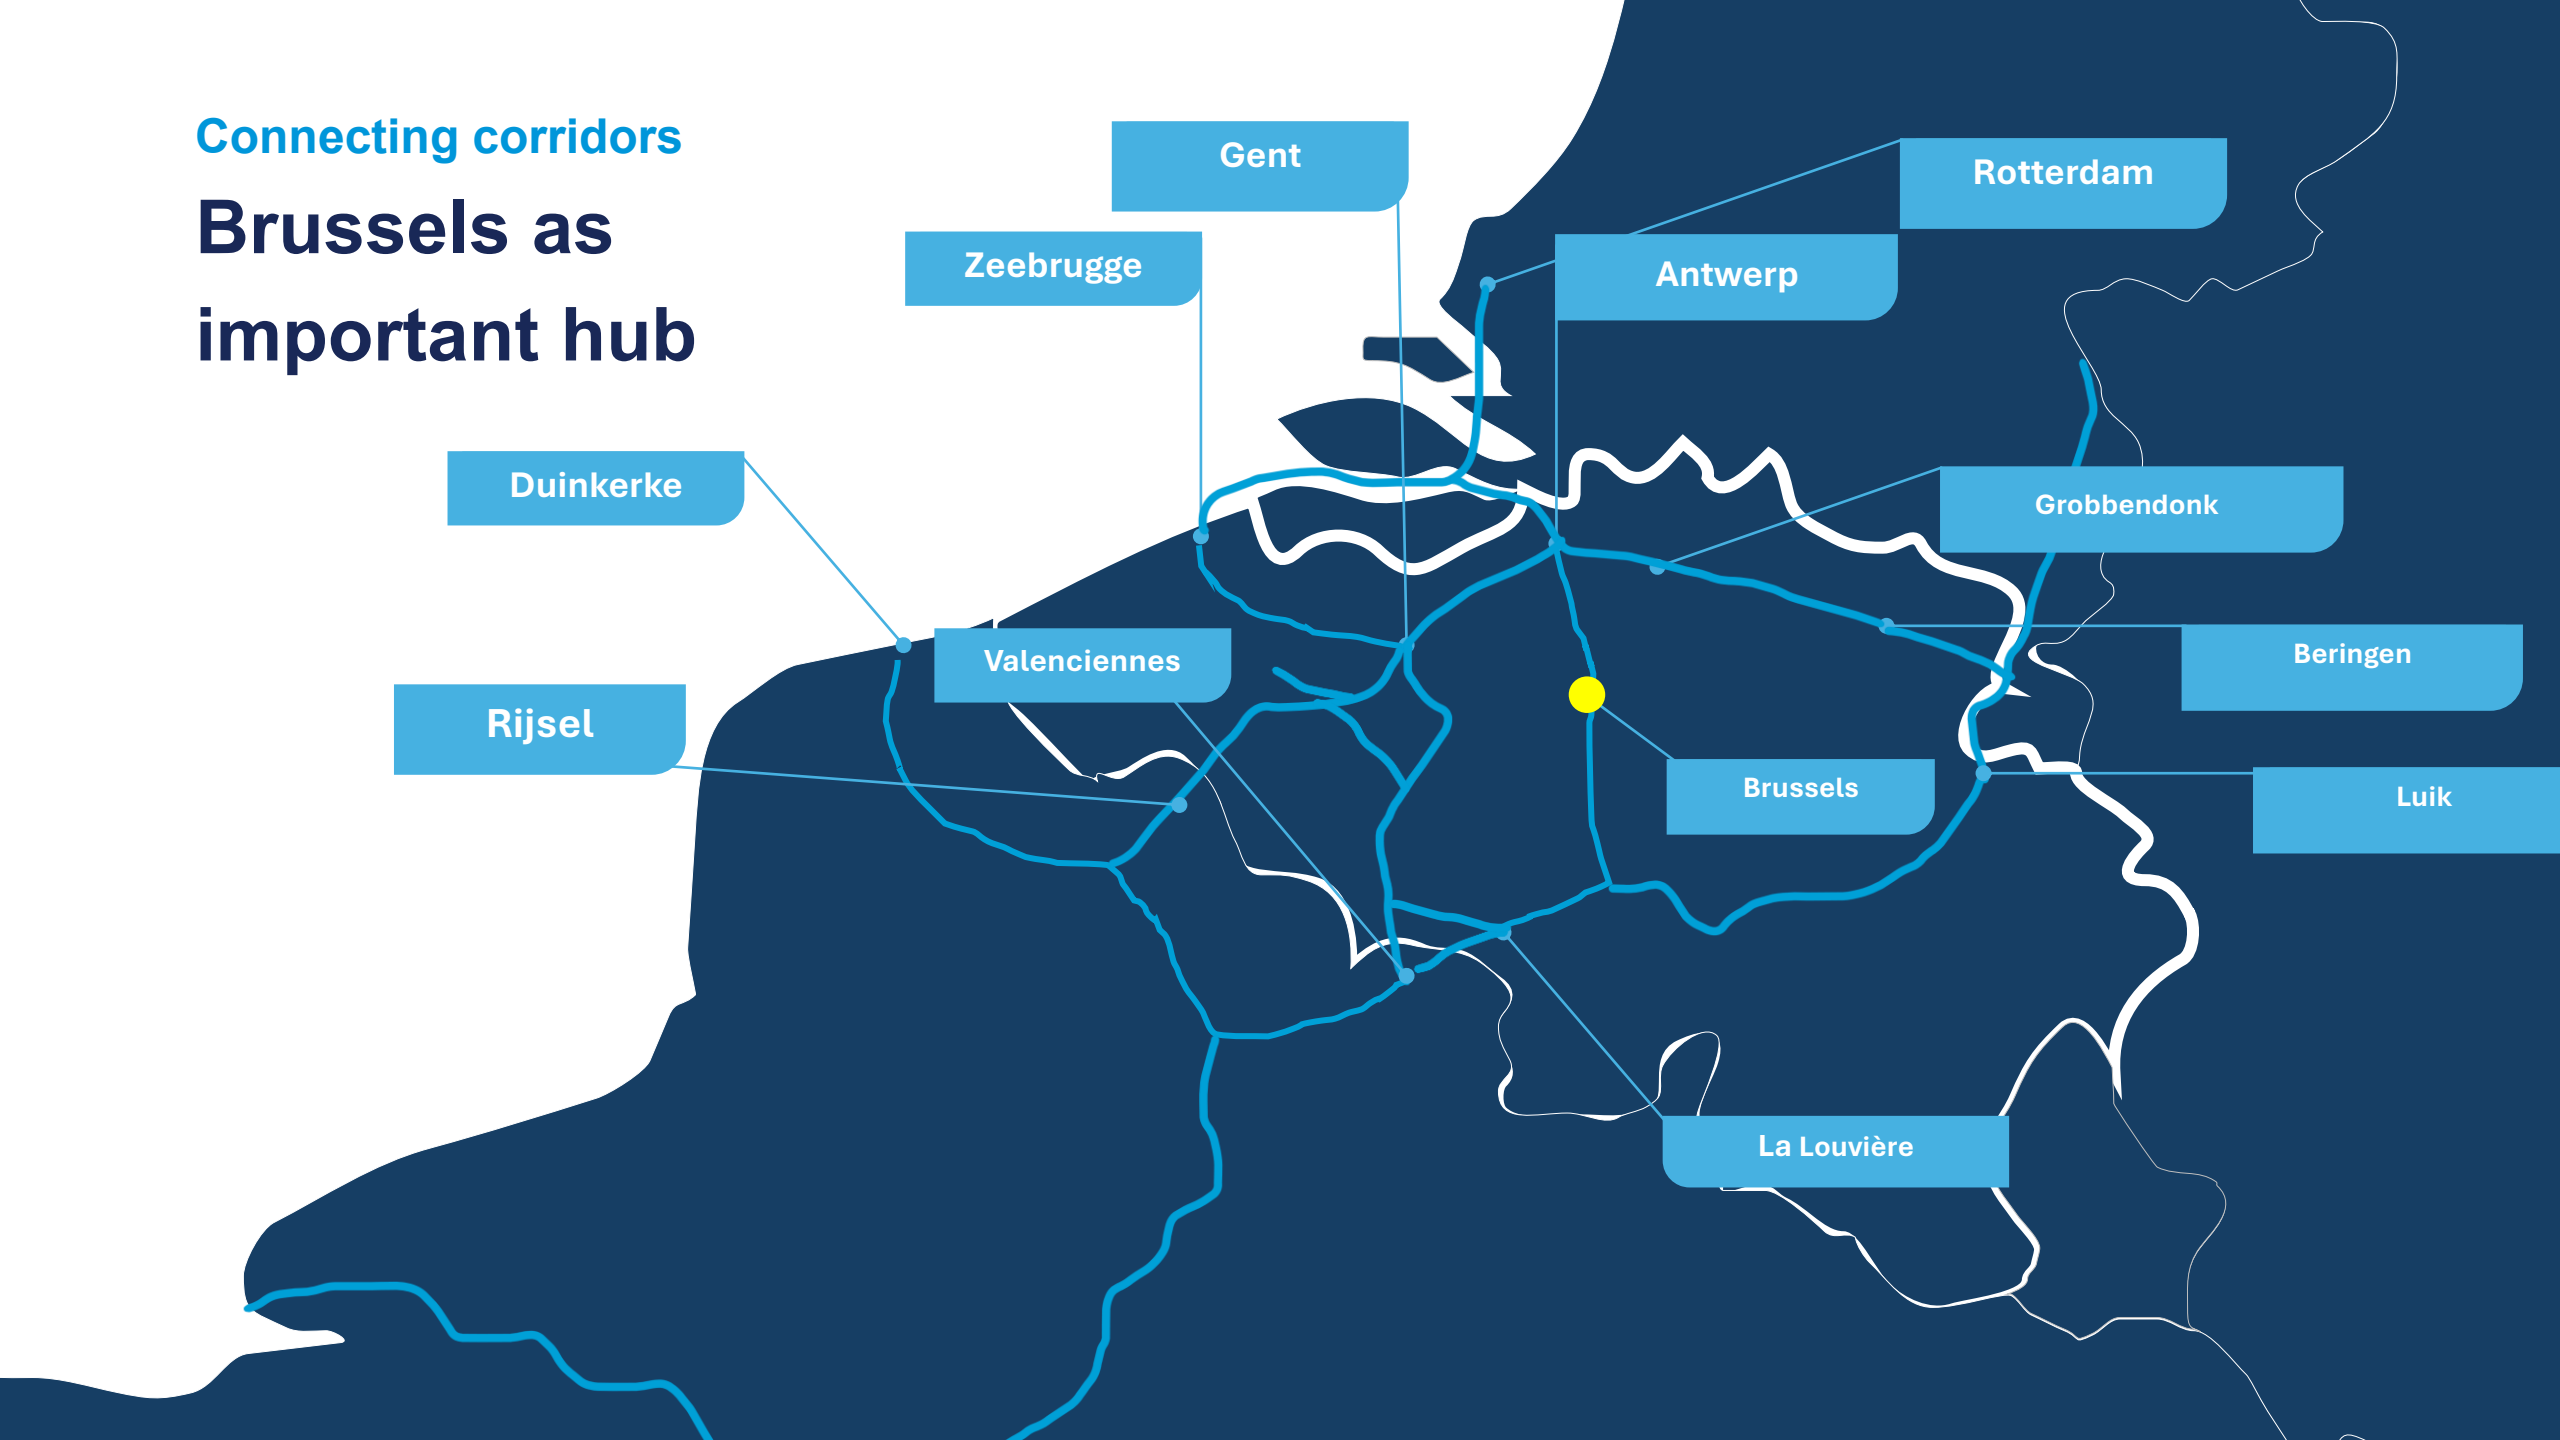 Connecting corridors
Brussels as
important hub
Gent
Rotterdam
Zeebrugge
Antwerp
Duinkerke
Grobbendonk
Valenciennes
Beringen
Rijsel
Brussels
Luik
La Louvière